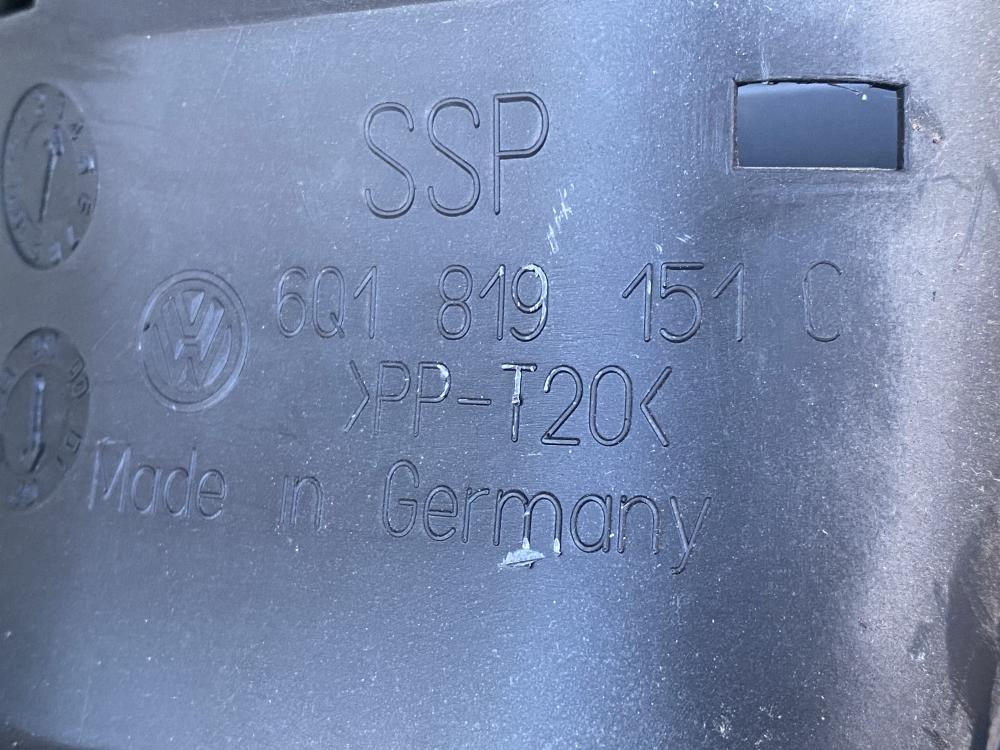 SSP
6Q1 819 151 C
>PP-T20<
Made in Germany